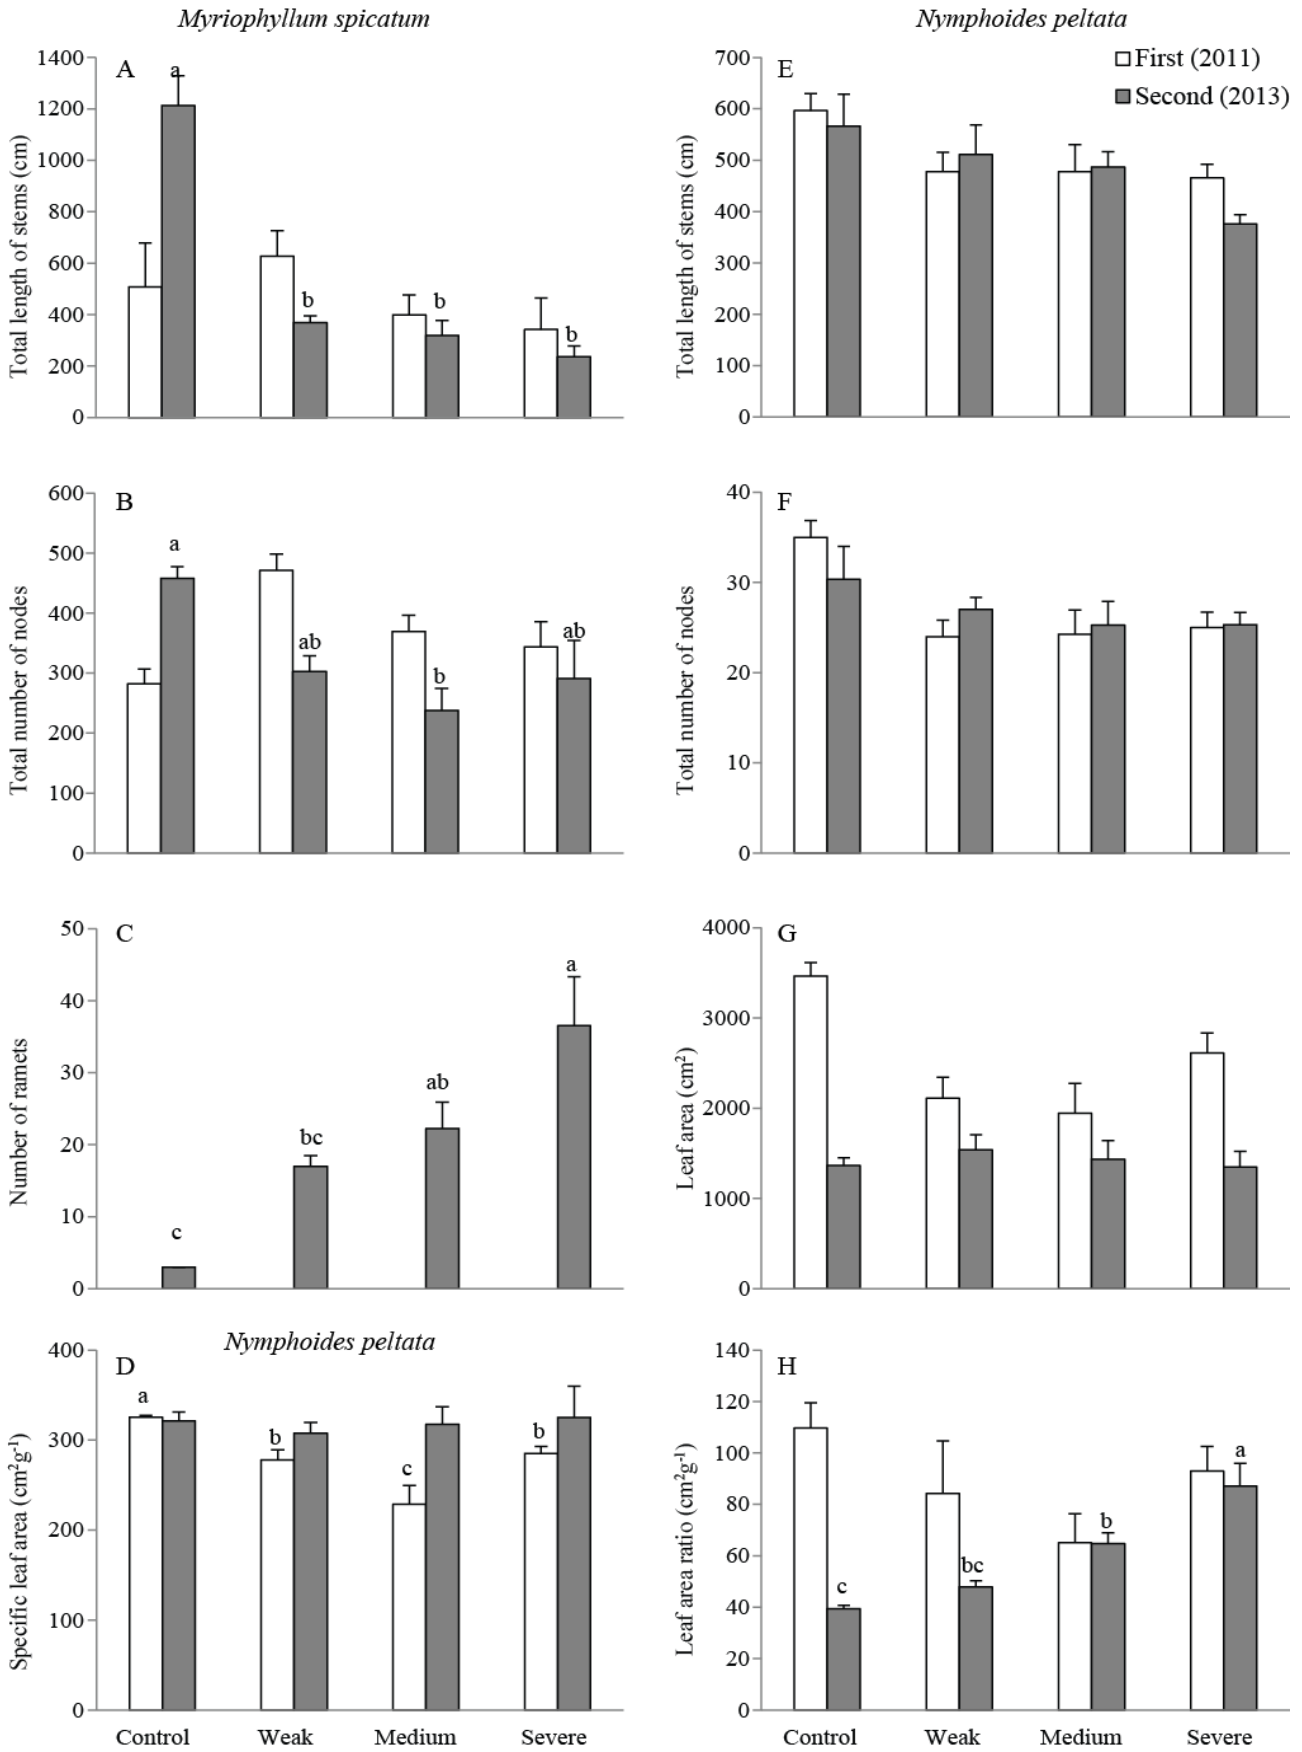 Myriophyllum spicatum
Nymphoides peltata
A
Total length of stems (cm)
1400
1200
1000
800
600
400
200
0
a
b
b
b
E
First (2011)
Second (2013)
Total length of stems (cm)
700
600
500
400
300
200
100
0
B
Total number of nodes
600
500
400
300
200
100
0
a
ab
b
ab
F
Total number of nodes
40
30
20
10
0
C
Number of ramets
50
40
30
20
10
0
c
bc
ab
a
G
Leaf area (cm²)
4000
3000
2000
1000
0
Nymphoides peltata
D
Specific leaf area (cm²g⁻¹)
400
300
200
100
0
a
b
c
b
Control Weak Medium Severe
H
Leaf area ratio (cm²g⁻¹)
140
120
100
80
60
40
20
0
c
bc
b
a
Control Weak Medium Severe